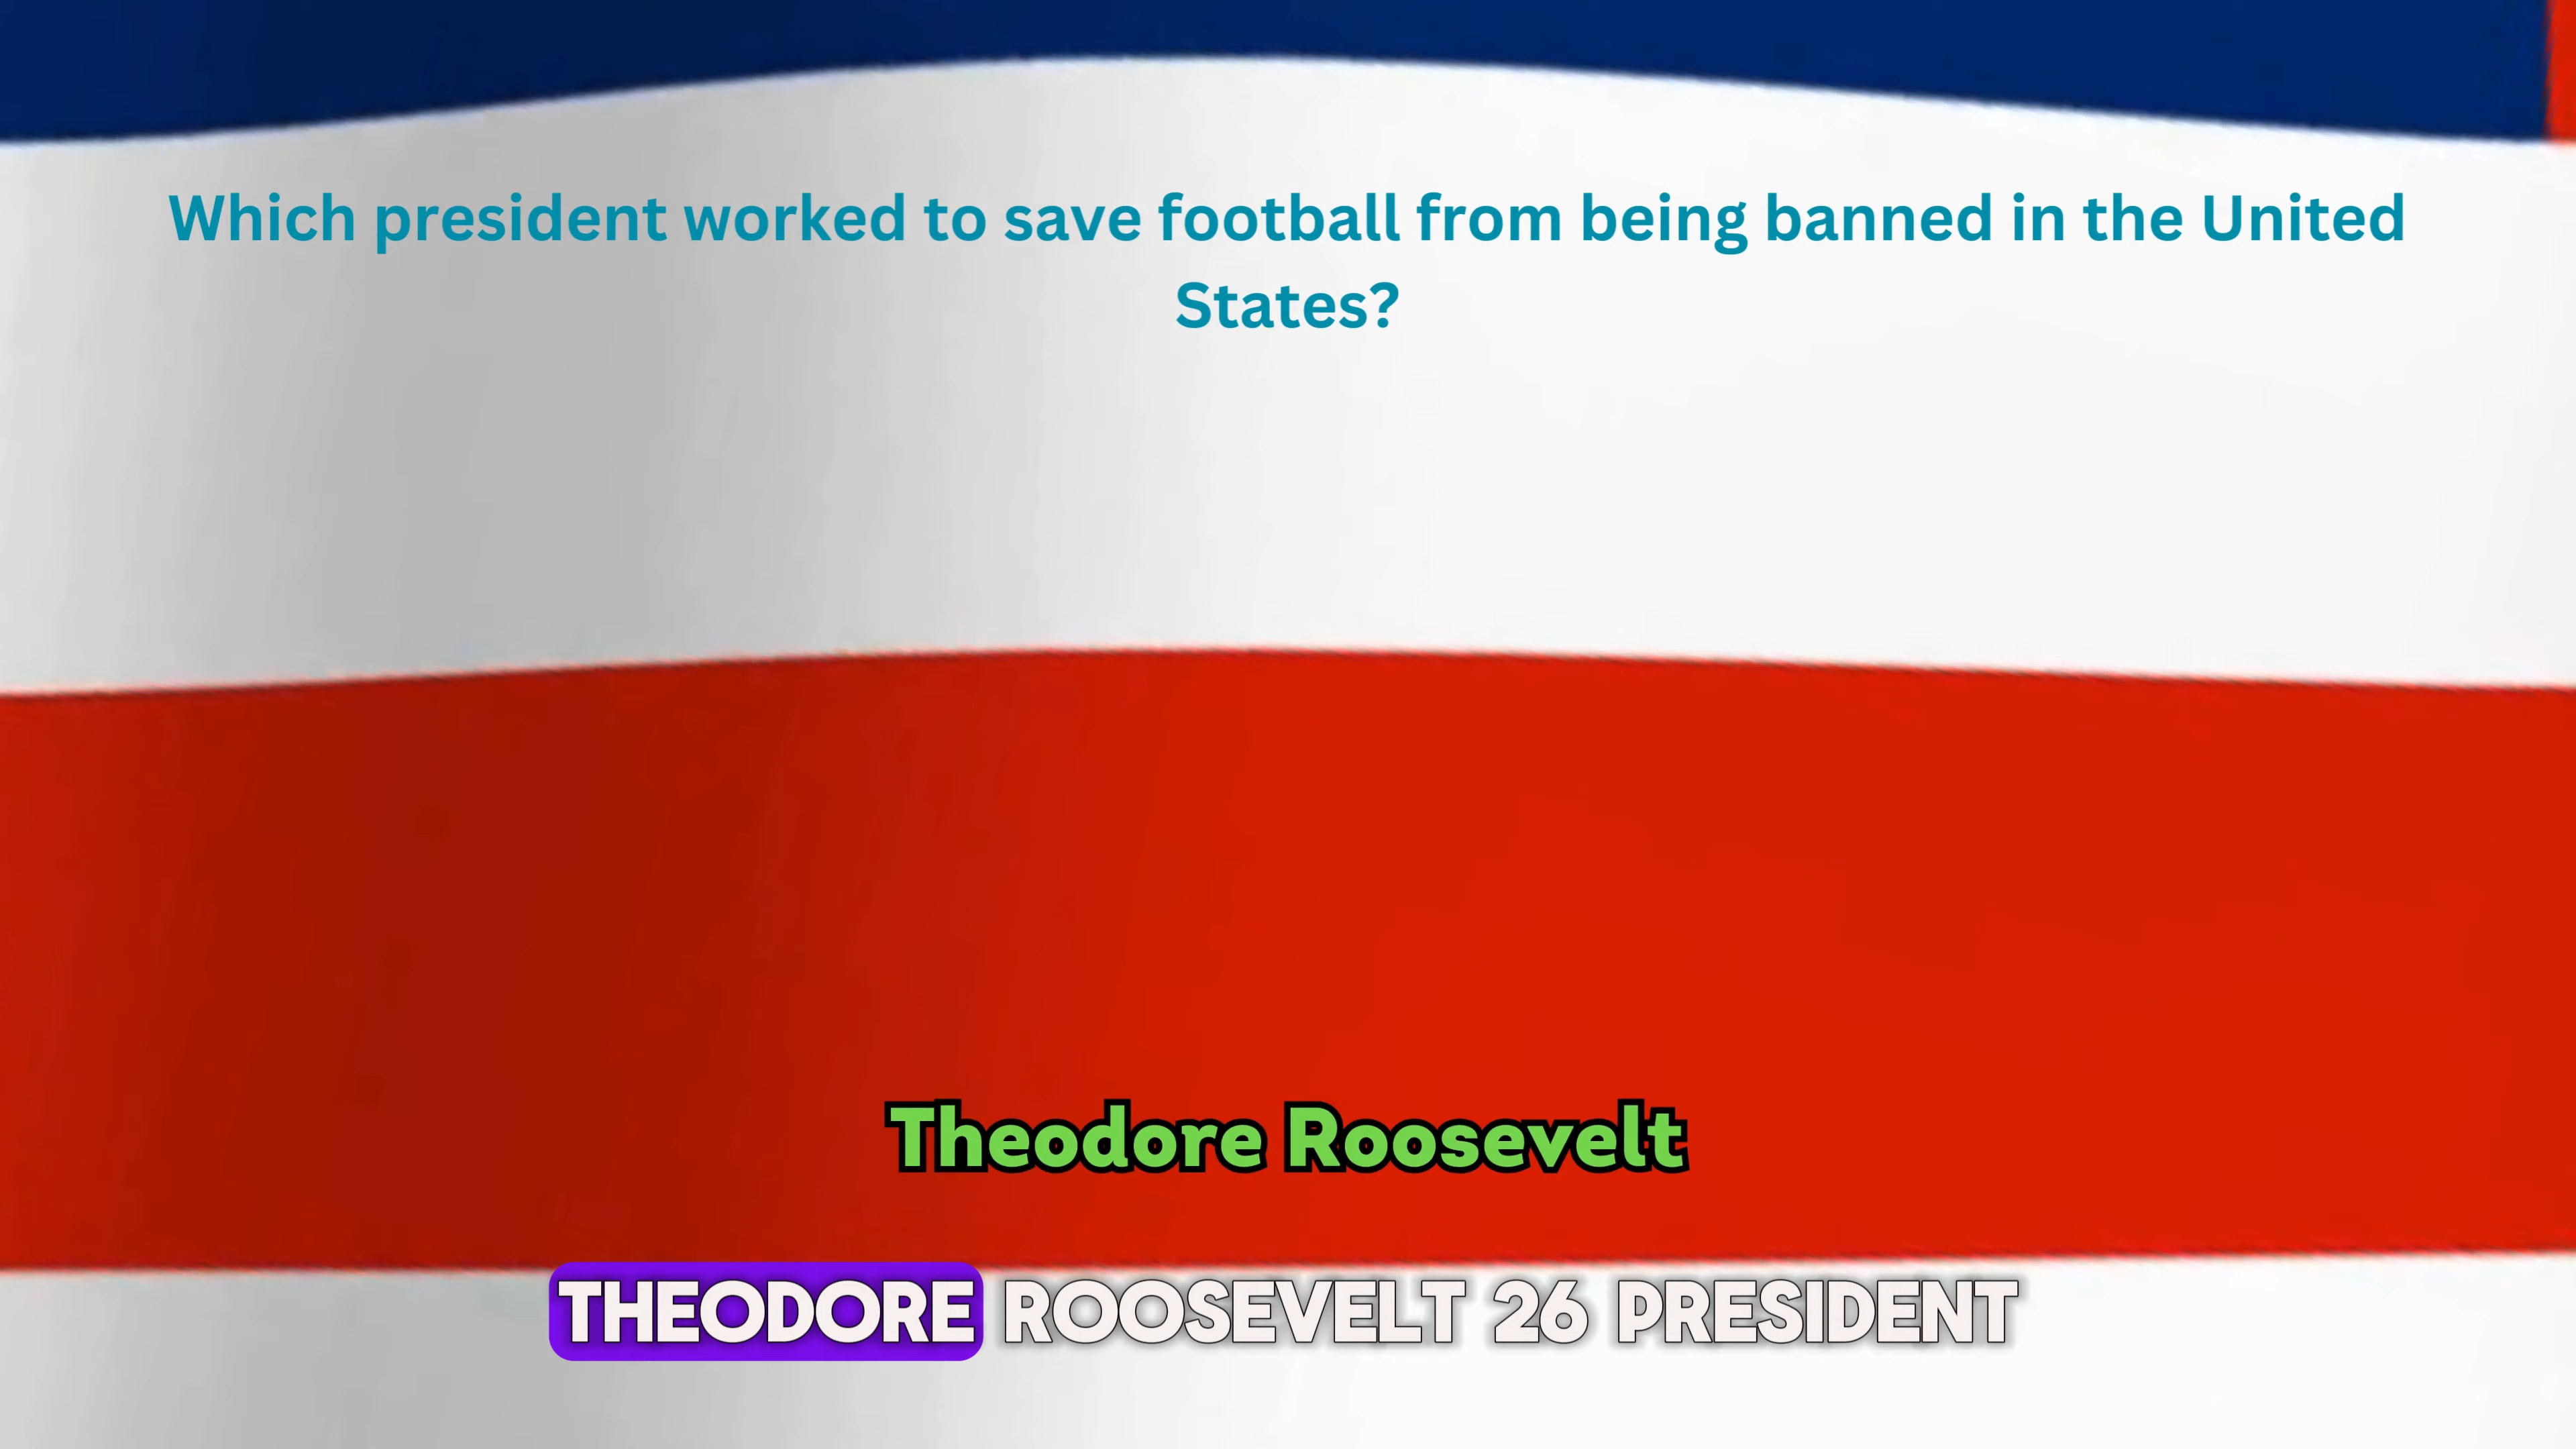 Which president worked to save football from being banned in the United
States?
Theodore Roosevelt
THEODORE ROOSEVELT 26 PRESIDENT